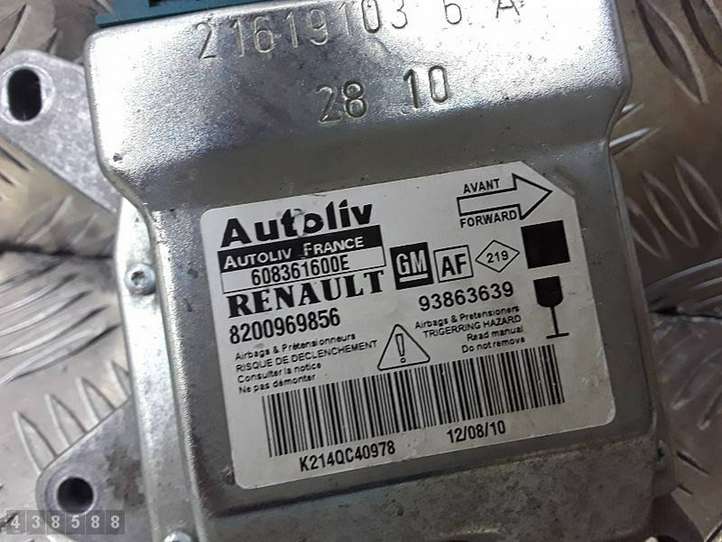 21619103 6 A
28 10
AVANT
FORWARD
Autoliv
AUTOLIV FRANCE
608361600E
RENAULT
8200969856
GM AF 219
93863639
Airbags & Prétensionneurs
RISQUE DE DECLENCHEMENT
Consulter la notice
Ne pas démonter
Airbags & Pretensioners
TRIGERRING HAZARD
Read manual
Do not remove
K214QC40978
12/08/10
438588